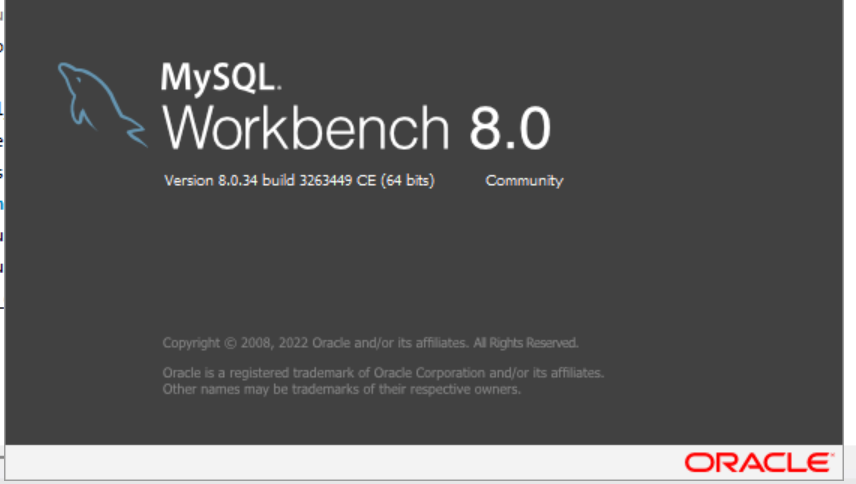 MySQL.
Workbench 8.0
Version 8.0.34 build 3263449 CE (64 bits) Community
Copyright © 2008, 2022 Oracle and/or its affiliates. All Rights Reserved.
Oracle is a registered trademark of Oracle Corporation and/or its affiliates.
Other names may be trademarks of their respective owners.
ORACLE